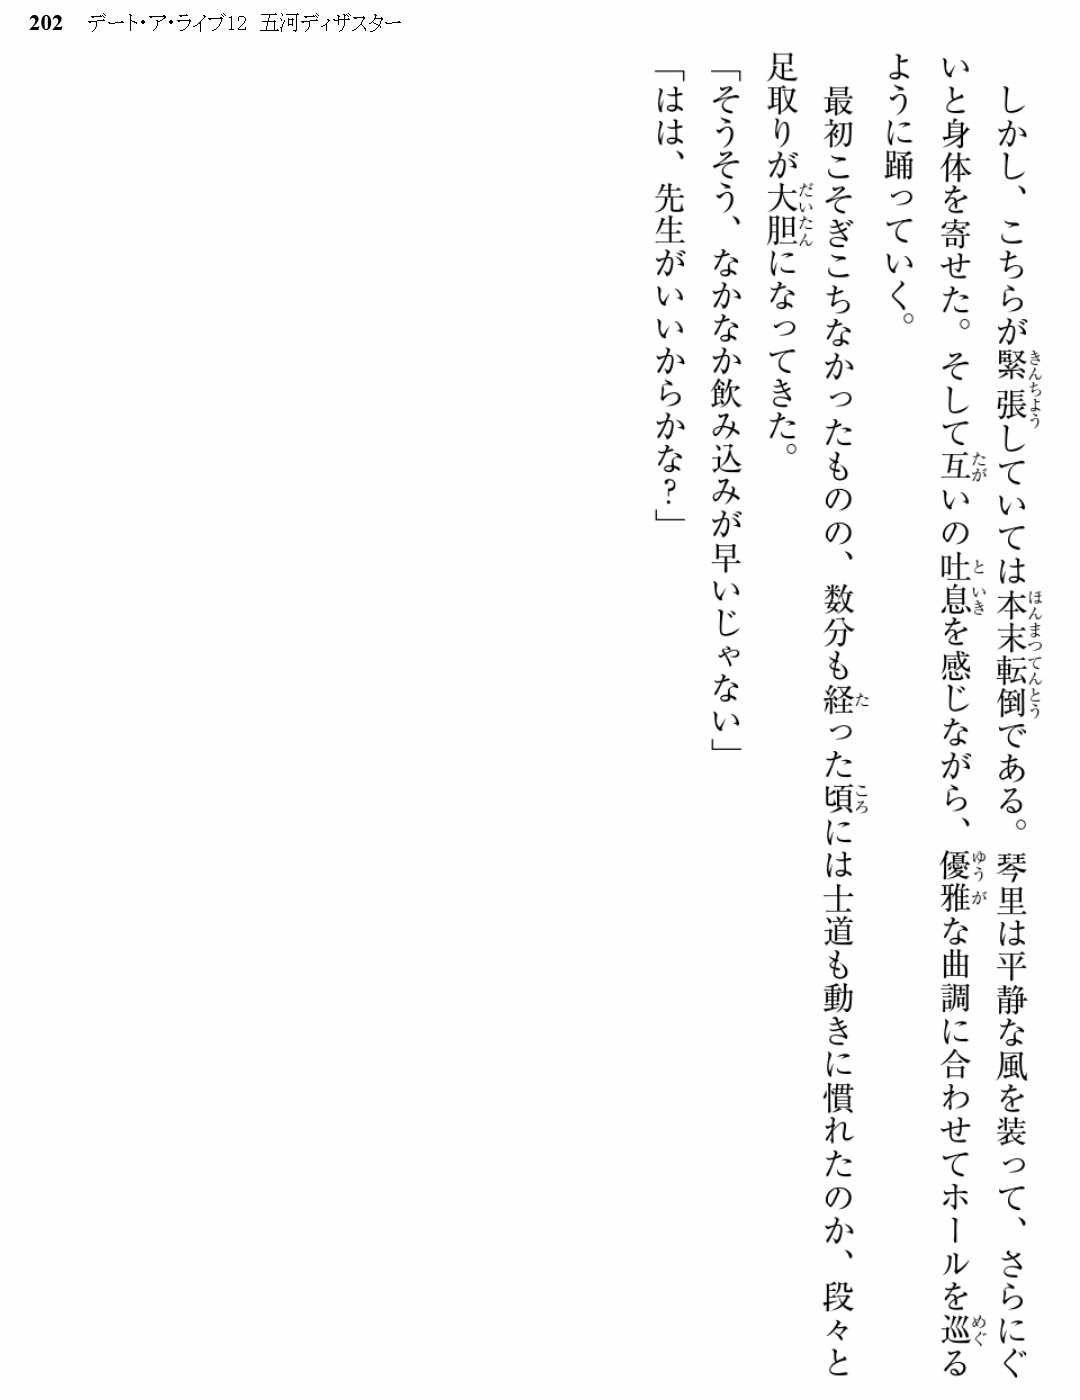 202 デート・ア・ライブ12 五河ディザスター
しかし、こちらが緊張していては本末転倒である。琴里は平静な風を装って、さらにぐ
いと身体を寄せた。そして互いの吐息を感じながら、優雅な曲調に合わせてホールを巡る
ように踊っていく。
最初こそぎこちなかったものの、数分も経った頃には士道も動きに慣れたのか、段々と
足取りが大胆になってきた。
「そうそう、なかなか飲み込みが早いじゃない」
「はは、先生がいいからかな?」